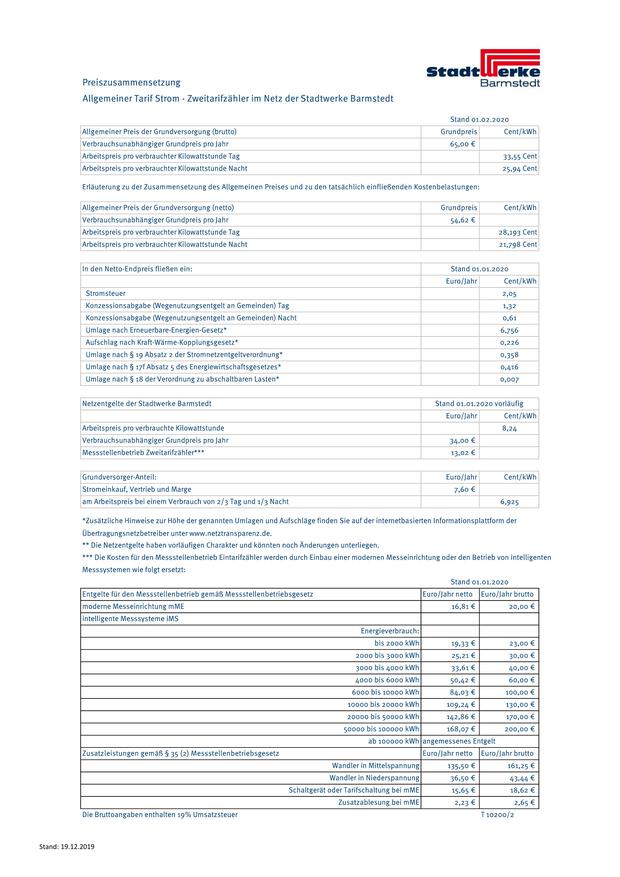 StadtWerke
Barmstedt
Preiszusammensetzung
Allgemeiner Tarif Strom - Zweitarifzähler im Netz der Stadtwerke Barmstedt
Stand 01.02.2020
Allgemeiner Preis der Grundversorgung (brutto) Grundpreis Cent/kWh
Verbrauchsunabhängiger Grundpreis pro Jahr 65,00 €
Arbeitspreis pro verbrauchter Kilowattstunde Tag 33,55 Cent
Arbeitspreis pro verbrauchter Kilowattstunde Nacht 25,94 Cent
Erläuterung zu der Zusammensetzung des Allgemeinen Preises und zu den tatsächlich einfließenden Kostenbelastungen:
Allgemeiner Preis der Grundversorgung (netto) Grundpreis Cent/kWh
Verbrauchsunabhängiger Grundpreis pro Jahr 54,62 €
Arbeitspreis pro verbrauchter Kilowattstunde Tag 28,193 Cent
Arbeitspreis pro verbrauchter Kilowattstunde Nacht 21,798 Cent
In den Netto-Endpreis fließen ein: Stand 01.01.2020
Euro/Jahr Cent/kWh
Stromsteuer 2,05
Konzessionsabgabe (Wegenutzungsentgelt an Gemeinden) Tag 1,32
Konzessionsabgabe (Wegenutzungsentgelt an Gemeinden) Nacht 0,61
Umlage nach Erneuerbare-Energien-Gesetz* 6,756
Aufschlag nach Kraft-Wärme-Kopplungsgesetz* 0,226
Umlage nach § 19 Absatz 2 der Stromnetzentgeltverordnung* 0,358
Umlage nach § 17f Absatz 5 des Energiewirtschaftsgesetzes* 0,416
Umlage nach § 18 der Verordnung zu abschaltbaren Lasten* 0,007
Netzentgelte der Stadtwerke Barmstedt Stand 01.01.2020 vorläufig
Euro/Jahr Cent/kWh
Arbeitspreis pro verbrauchte Kilowattstunde 8,24
Verbrauchsunabhängiger Grundpreis pro Jahr 34,00 €
Messstellenbetrieb Zweitarifzähler*** 13,02 €
Grundversorger-Anteil: Euro/Jahr Cent/kWh
Stromeinkauf, Vertrieb und Marge 7,60 €
am Arbeitspreis bei einem Verbrauch von 2/3 Tag und 1/3 Nacht 6,925
*Zusätzliche Hinweise zur Höhe der genannten Umlagen und Aufschläge finden Sie auf der internetbasierten Informationsplattform der
Übertragungsnetzbetreiber unter www.netztransparenz.de.
** Die Netzentgelte haben vorläufigen Charakter und könnten noch Änderungen unterliegen.
*** Die Kosten für den Messstellenbetrieb Eintarifzähler werden durch Einbau einer modernen Messeinrichtung oder den Betrieb von intelligenten
Messsystemen wie folgt ersetzt:
Stand 01.01.2020
Entgelte für den Messstellenbetrieb gemäß Messstellenbetriebsgesetz Euro/Jahr netto Euro/Jahr brutto
moderne Messeinrichtung mME 16,81 € 20,00 €
intelligente Messsysteme iMS
Energieverbrauch:
bis 2000 kWh 19,33 € 23,00 €
2000 bis 3000 kWh 25,21 € 30,00 €
3000 bis 4000 kWh 33,61 € 40,00 €
4000 bis 6000 kWh 50,42 € 60,00 €
6000 bis 10000 kWh 84,03 € 100,00 €
10000 bis 20000 kWh 109,24 € 130,00 €
20000 bis 50000 kWh 142,86 € 170,00 €
50000 bis 100000 kWh 168,07 € 200,00 €
ab 100000 kWh angemessenes Entgelt
Zusatzleistungen gemäß § 35 (2) Messstellenbetriebsgesetz Euro/Jahr netto Euro/Jahr brutto
Wandler in Mittelspannung 135,50 € 161,25 €
Wandler in Niederspannung 36,50 € 43,44 €
Schaltgerät oder Tarifschaltung bei mME 15,65 € 18,62 €
Zusatzablesung bei mME 2,23 € 2,65 €
Die Bruttoangaben enthalten 19% Umsatzsteuer T 10200/2
Stand: 19.12.2019